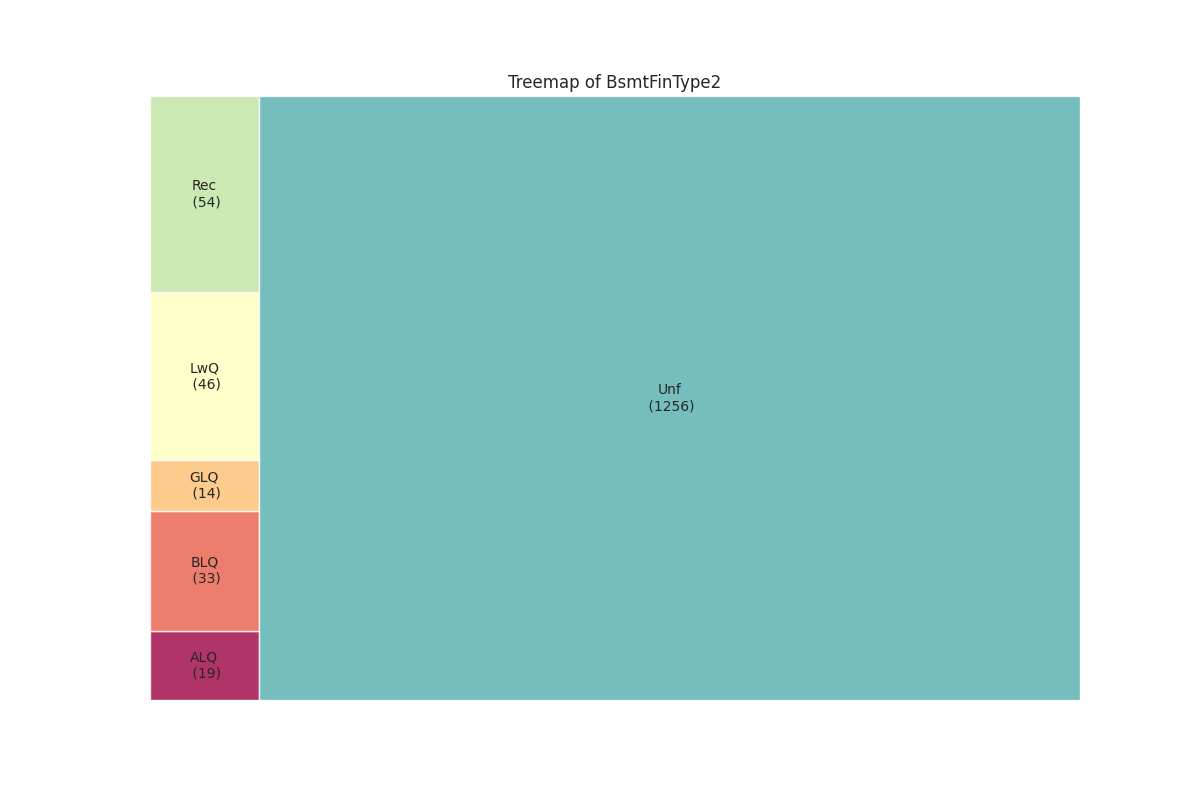 Treemap of BsmtFinType2
Rec
(54)
LwQ
(46)
GLQ
(14)
BLQ
(33)
ALQ
(19)
Unf
(1256)